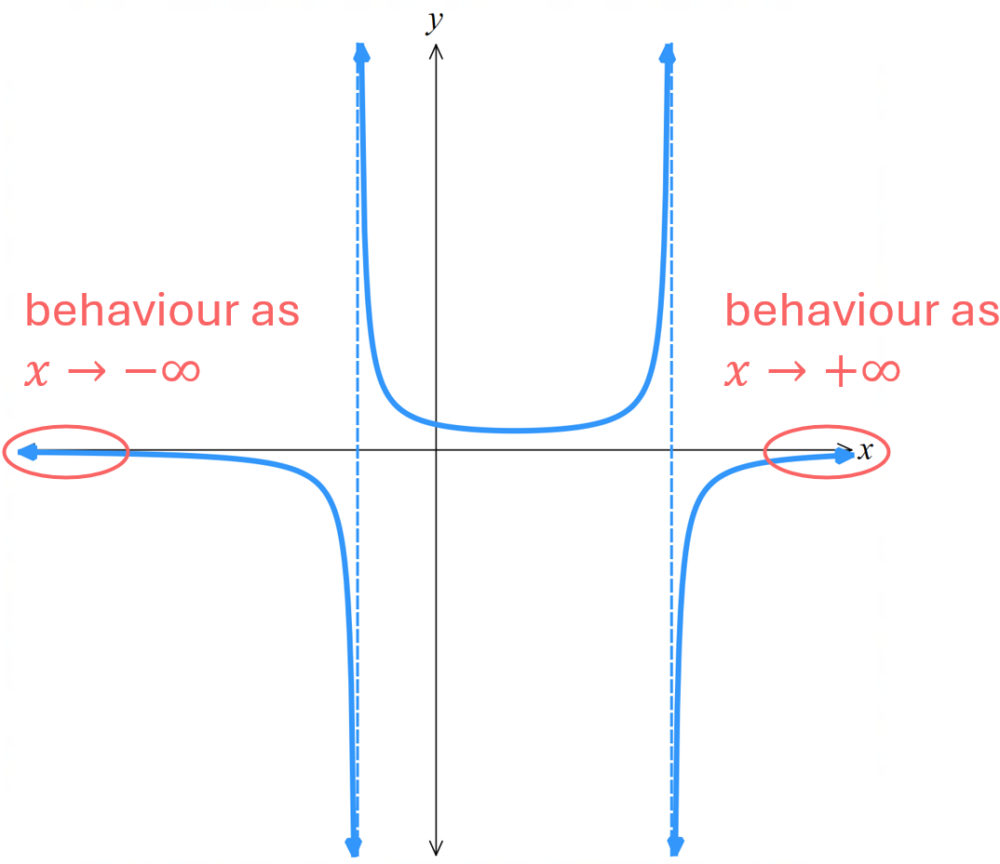 y
behaviour as
x → −∞
behaviour as
x → +∞
x